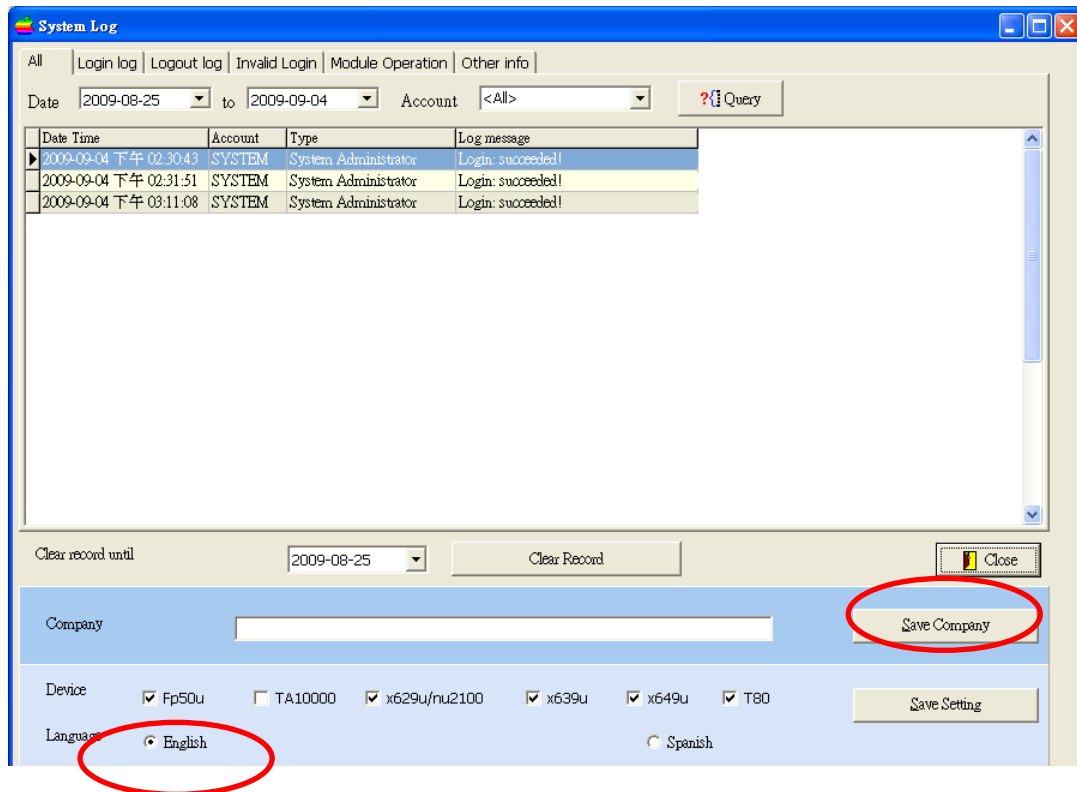 System Log
All Login log Logout log Invalid Login Module Operation Other info
Date 2009-08-25 to 2009-09-04 Account <All> ?{] Query
Date Time Account Type Log message
2009-09-04 下午 02:30:43 SYSTEM System Administrator Login: succeeded!
2009-09-04 下午 02:31:51 SYSTEM System Administrator Login: succeeded!
2009-09-04 下午 03:11:08 SYSTEM System Administrator Login: succeeded!
Clear record until 2009-08-25 Clear Record Close
Company Save Company
Device Fp50u TA10000 x629u/nu2100 x639u x649u T80 Save Setting
Language English Spanish